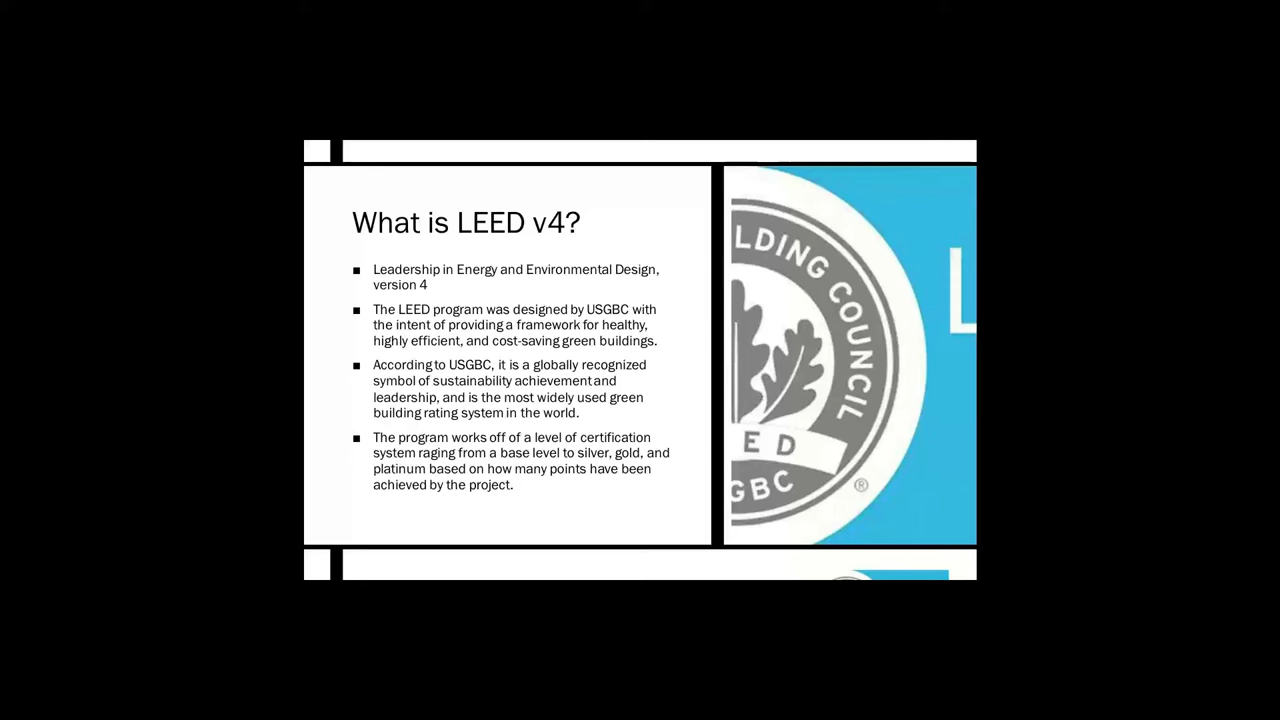 What is LEED v4?
■ Leadership in Energy and Environmental Design,
version 4
■ The LEED program was designed by USGBC with
the intent of providing a framework for healthy,
highly efficient, and cost-saving green buildings.
■ According to USGBC, it is a globally recognized
symbol of sustainability achievement and
leadership, and is the most widely used green
building rating system in the world.
■ The program works off of a level of certification
system raging from a base level to silver, gold, and
platinum based on how many points have been
achieved by the project.
LDING COUNCIL
ED
GBC
®
L